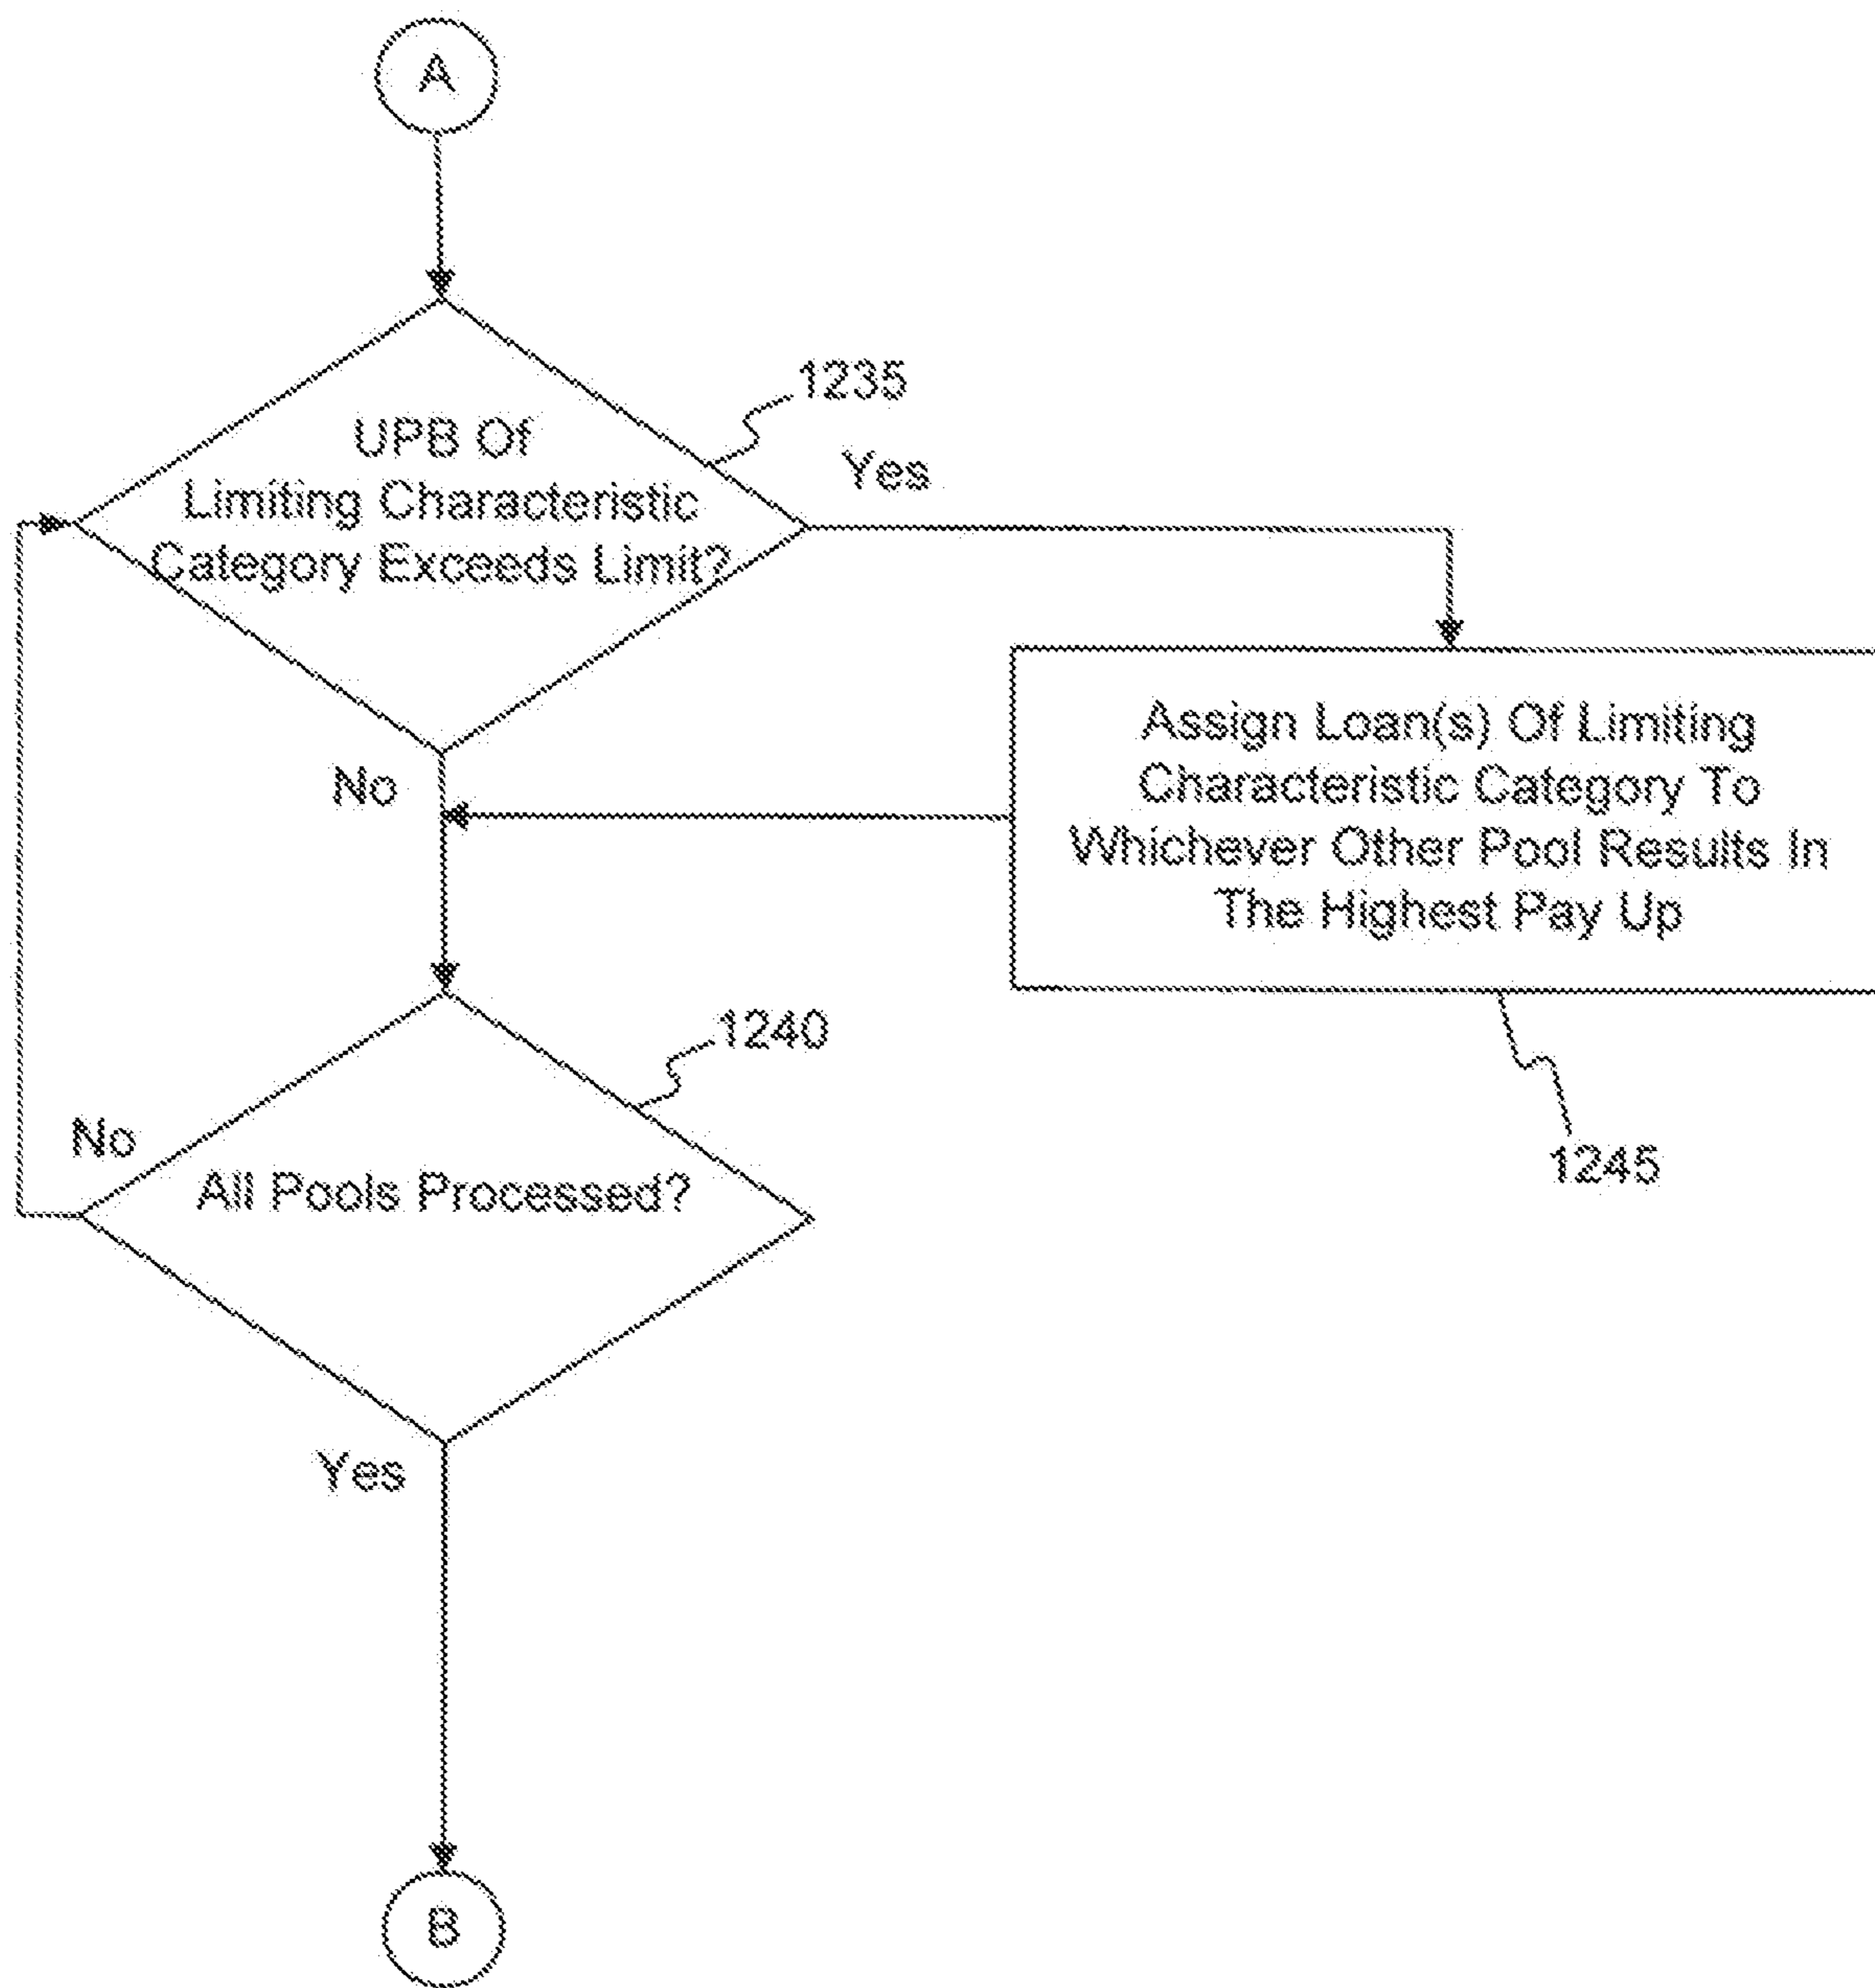 A
1235
UPB Of
Limiting Characteristic
Category Exceeds Limit?
Yes
Assign Loan(s) Of Limiting
Characteristic Category To
Whichever Other Pool Results In
The Highest Pay Up
No
1240
No
All Pools Processed?
1245
Yes
B